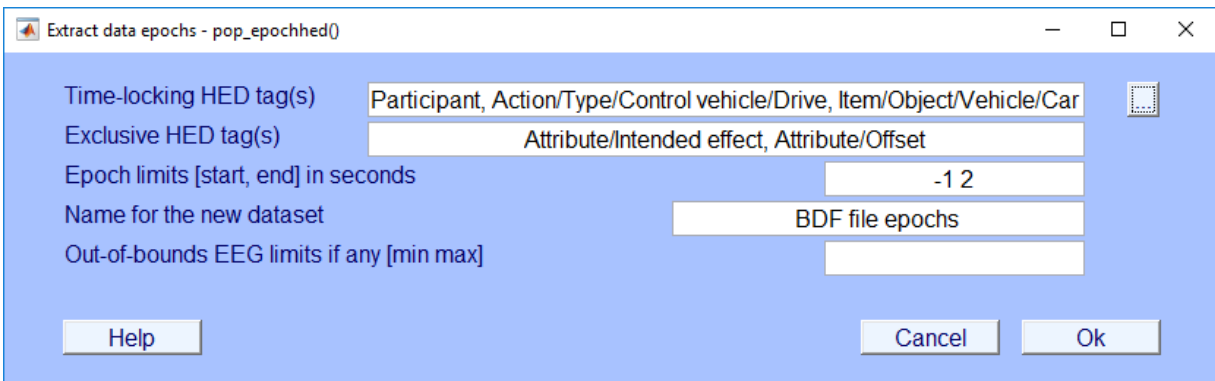 Extract data epochs - pop_epochhed()
Time-locking HED tag(s) Participant, Action/Type/Control vehicle/Drive, Item/Object/Vehicle/Car ...
Exclusive HED tag(s) Attribute/Intended effect, Attribute/Offset
Epoch limits [start, end] in seconds -1 2
Name for the new dataset BDF file epochs
Out-of-bounds EEG limits if any [min max]
Help Cancel Ok